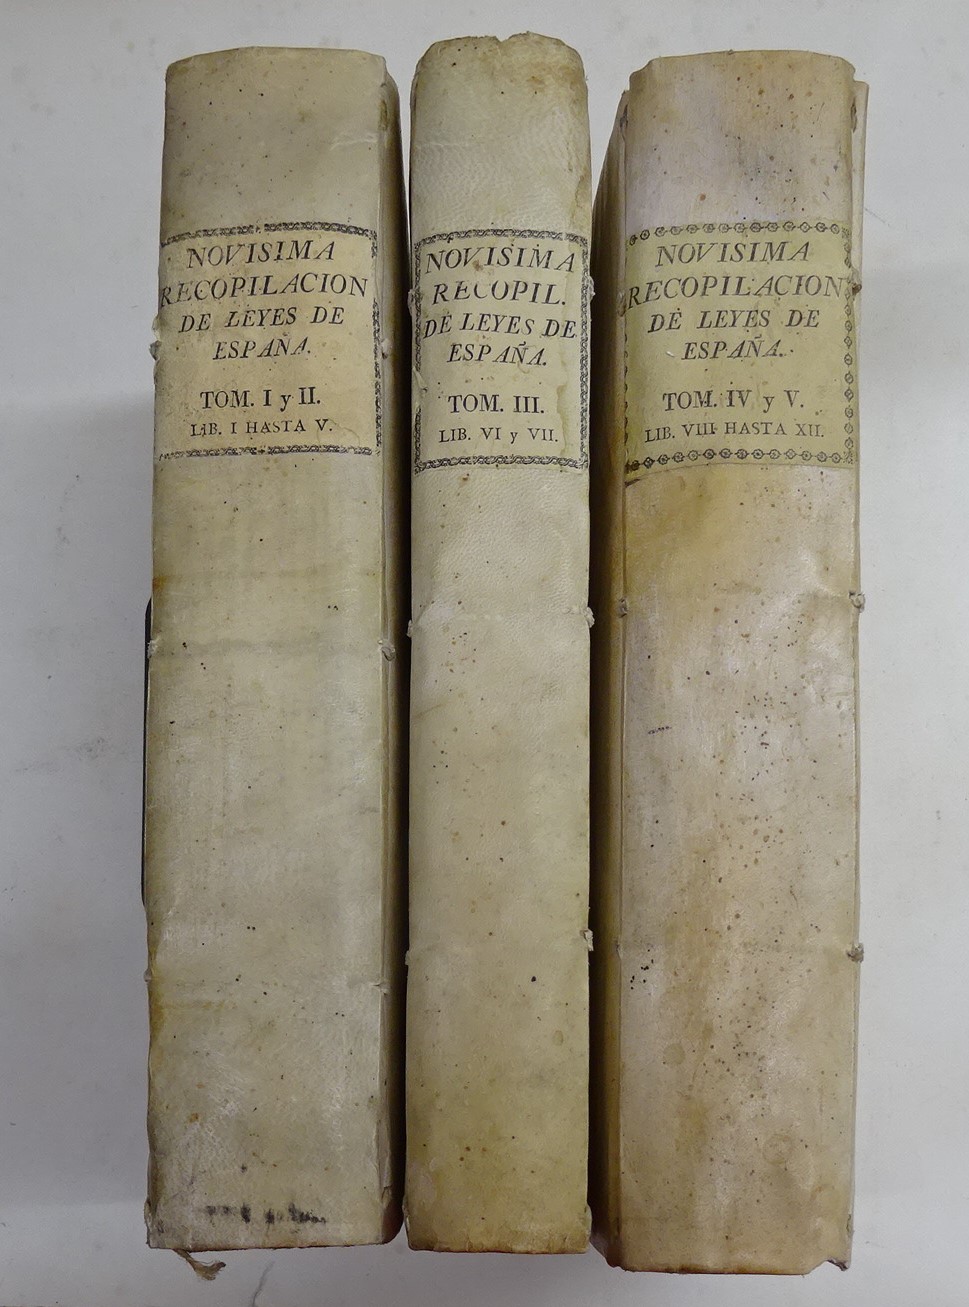 NOVISIMA
RECOPILACION
DE LEYES DE
ESPAÑA.
TOM. I y II.
LIB. I HASTA V.
NOVISIMA
RECOPIL.
DE LEYES DE
ESPAÑA.
TOM. III.
LIB. VI y VII.
NOVISIMA
RECOPILACION
DE LEYES DE
ESPAÑA.
TOM. IV y V.
LIB. VIII HASTA XII.